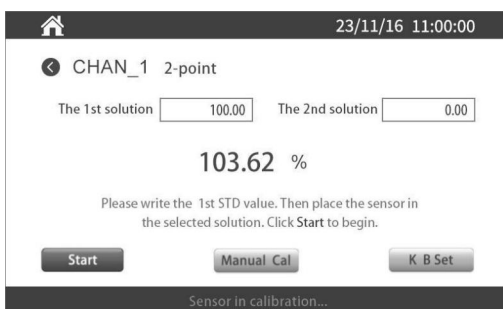 23/11/16 11:00:00
CHAN_1 2-point
The 1st solution 100.00 The 2nd solution 0.00
103.62 %
Please write the 1st STD value. Then place the sensor in
the selected solution. Click Start to begin.
Start Manual Cal K B Set
Sensor in calibration...